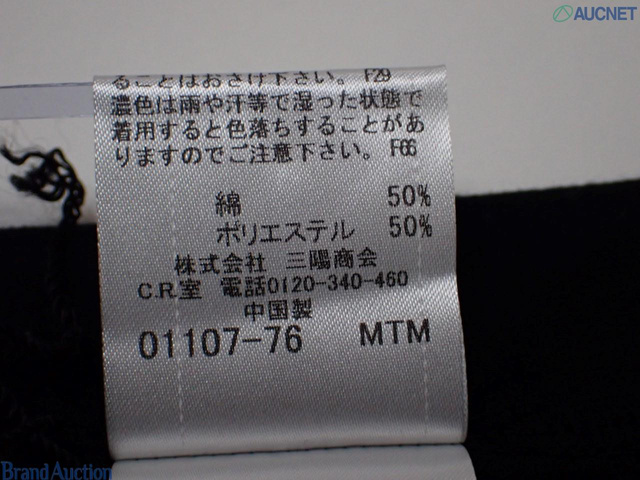 AUCNET
ることはおさけ下さい。 F29
濃色は雨や汗等で湿った状態で
着用すると色落ちすることがあ
りますのでご注意下さい。 F66
綿 50%
ポリエステル 50%
株式会社 三陽商会
C.R.室 電話0120-340-460
中国製
01107-76 MTM
Brand Auction